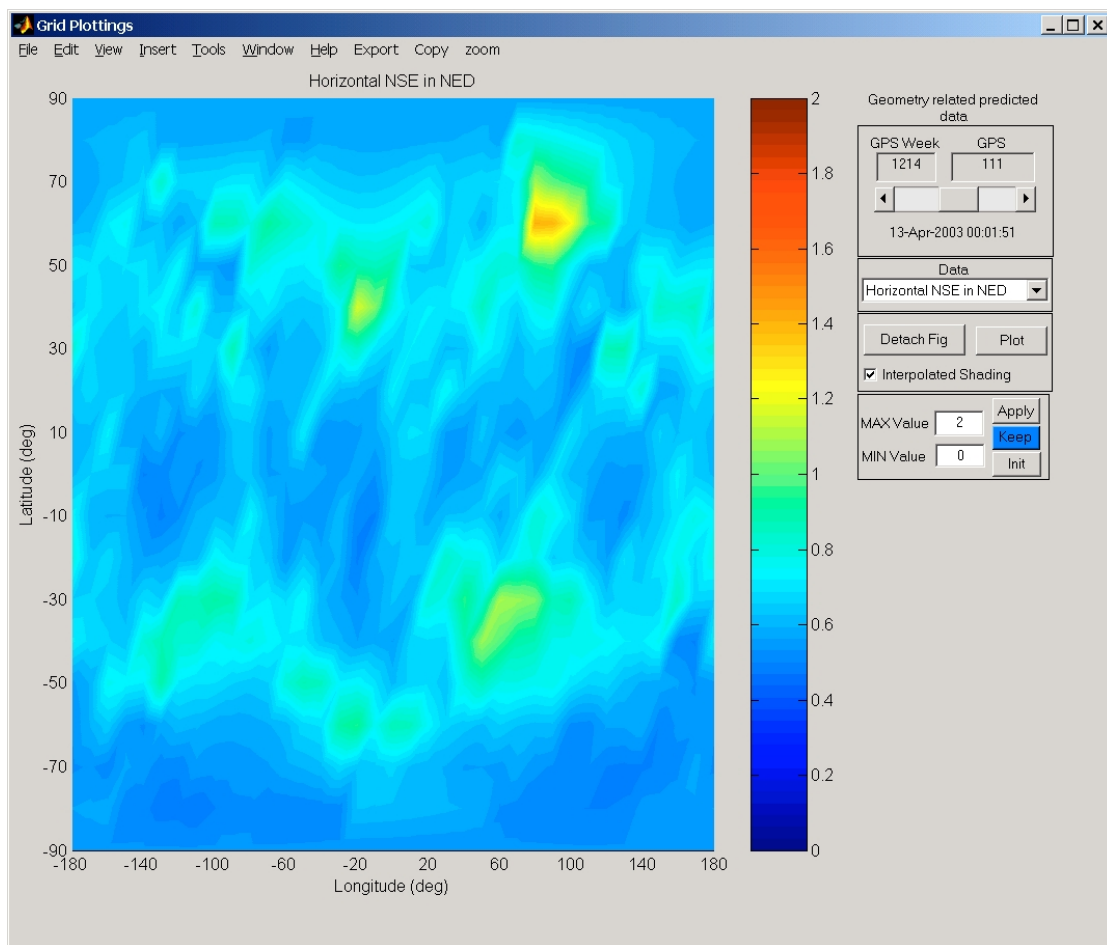 Grid Plottings
File Edit View Insert Tools Window Help Export Copy zoom
Horizontal NSE in NED
90
70
50
30
10
-10
-30
-50
-70
-90
Latitude (deg)
-180 -140 -100 -60 -20 20 60 100 140 180
Longitude (deg)
2
1.8
1.6
1.4
1.2
1
0.8
0.6
0.4
0.2
0
Geometry related predicted
data
GPS Week GPS
1214 111
13-Apr-2003 00:01:51
Data
Horizontal NSE in NED
Detach Fig Plot
Interpolated Shading
MAX Value 2 Apply
Keep
MIN Value 0 Init